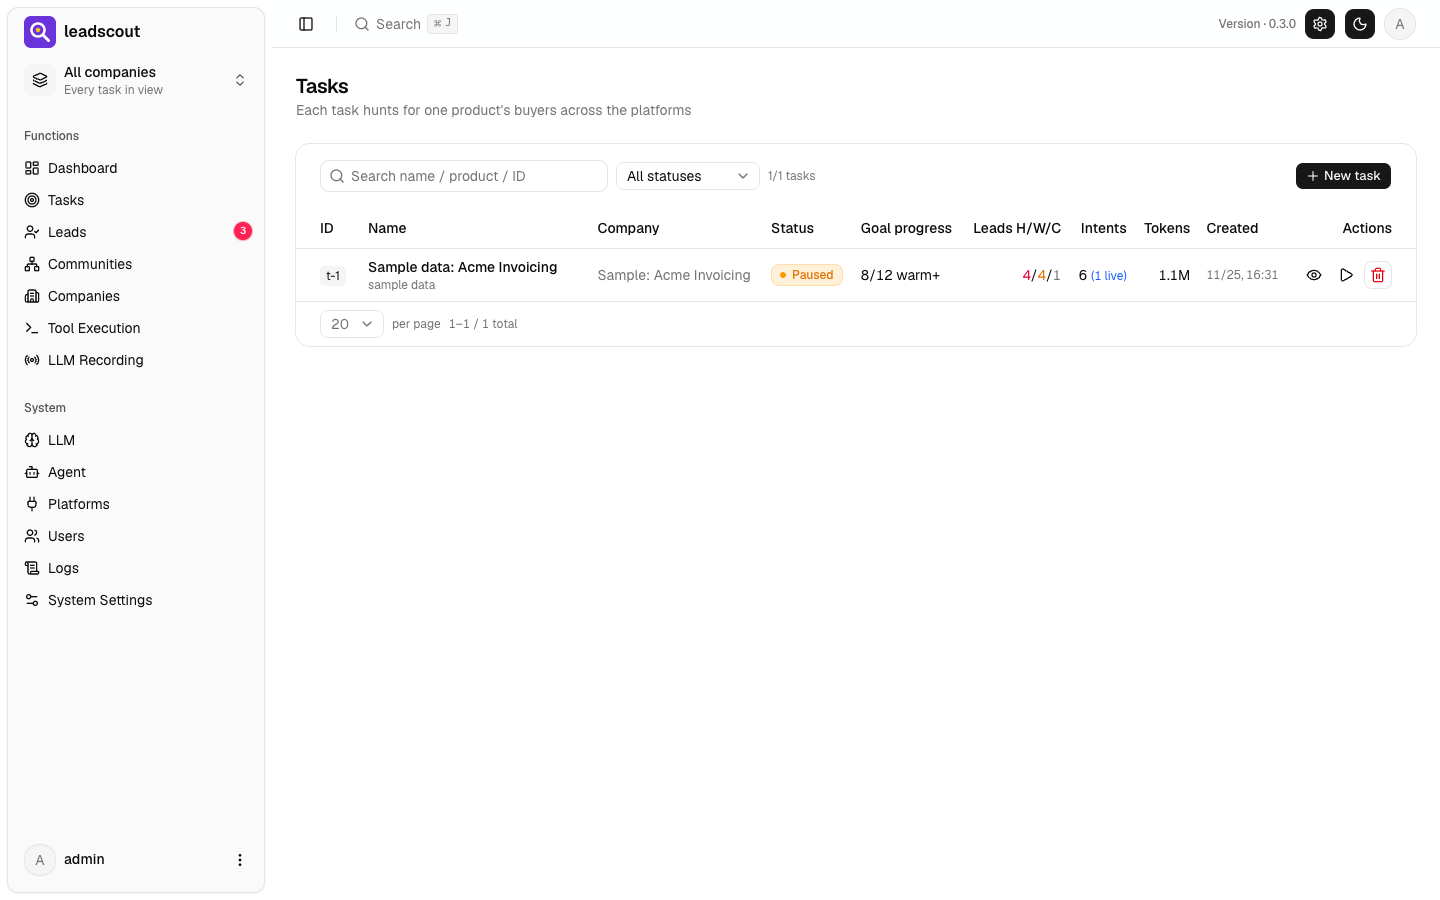 leadscout
All companies
Every task in view
Functions
Dashboard
Tasks
Leads 3
Communities
Companies
Tool Execution
LLM Recording
System
LLM
Agent
Platforms
Users
Logs
System Settings
A admin
Search ⌘ J
Version · 0.3.0 A
Tasks
Each task hunts for one product's buyers across the platforms
Search name / product / ID All statuses 1/1 tasks New task
ID Name Company Status Goal progress Leads H/W/C Intents Tokens Created Actions
t-1 Sample data: Acme Invoicing Sample: Acme Invoicing Paused 8/12 warm+ 4/4/1 6 (1 live) 1.1M 11/25, 16:31
sample data
20 per page 1–1 / 1 total